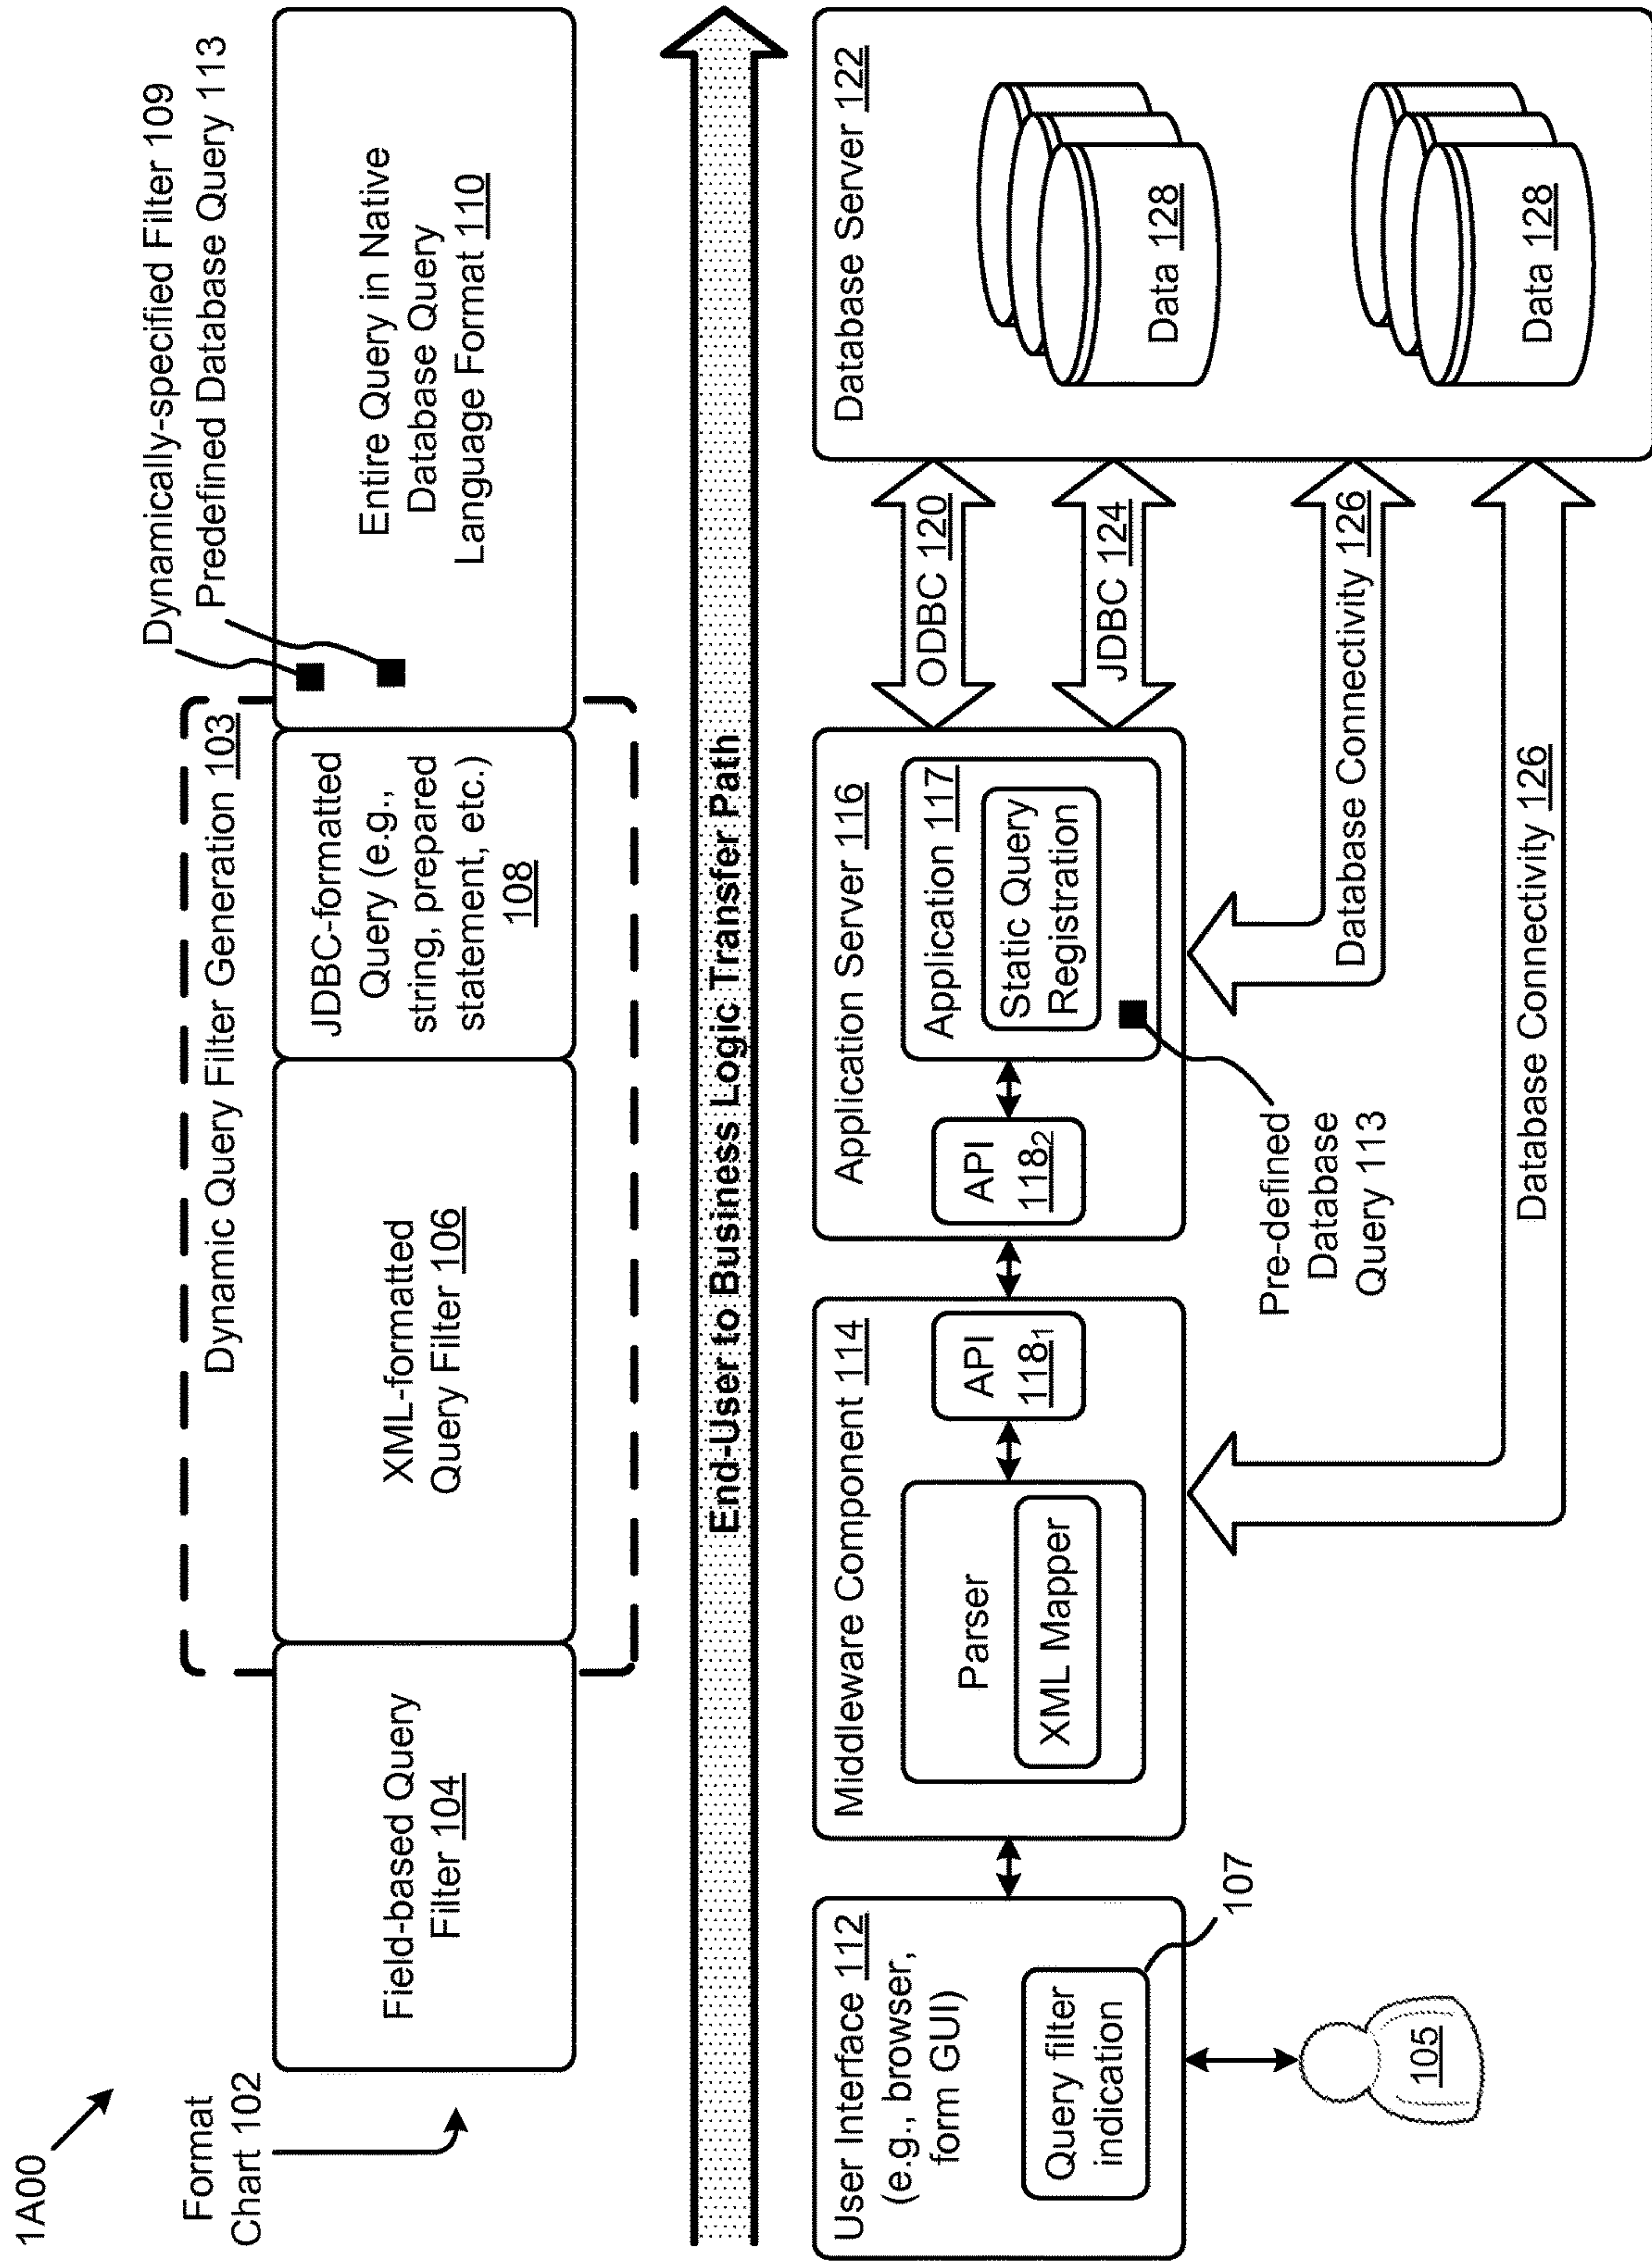 1A00
Format
Chart 102
Field-based Query
Filter 104
Dynamic Query Filter Generation 103
XML-formatted
Query Filter 106
JDBC-formatted
Query (e.g.,
string, prepared
statement, etc.)
108
Dynamically-specified Filter 109
Predefined Database Query 113
Entire Query in Native
Database Query
Language Format 110
End-User to Business Logic Transfer Path
User Interface 112
(e.g., browser,
form GUI)
Query filter
indication
107
105
Middleware Component 114
Parser
XML Mapper
API
118₁
Application Server 116
API
118₂
Application 117
Static Query
Registration
Pre-defined
Database
Query 113
ODBC 120
JDBC 124
Database Connectivity 126
Database Connectivity 126
Database Server 122
Data 128
Data 128